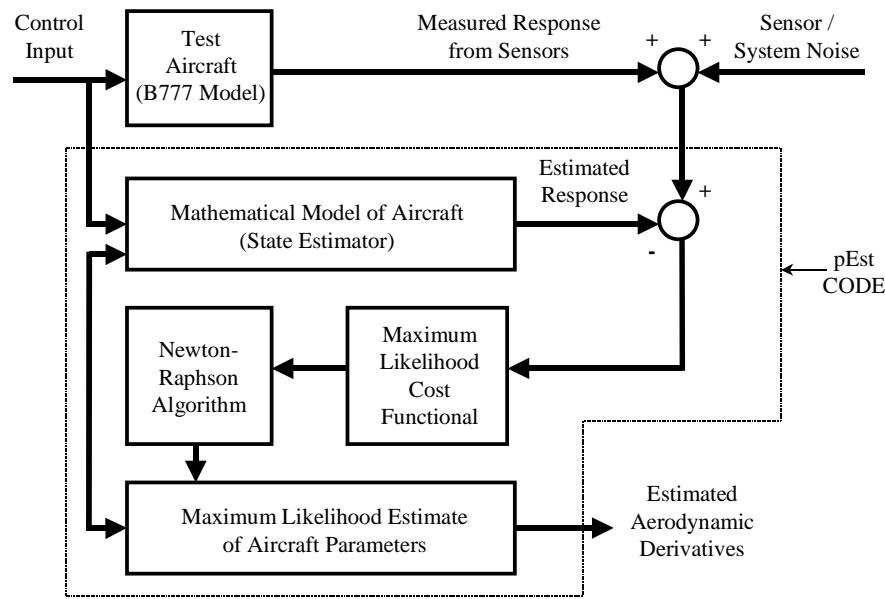 Control
Input
Test
Aircraft
(B777 Model)
Measured Response
from Sensors
+
+
Sensor /
System Noise
Mathematical Model of Aircraft
(State Estimator)
Estimated
Response
+
-
pEst
CODE
Newton-
Raphson
Algorithm
Maximum
Likelihood
Cost
Functional
Maximum Likelihood Estimate
of Aircraft Parameters
Estimated
Aerodynamic
Derivatives